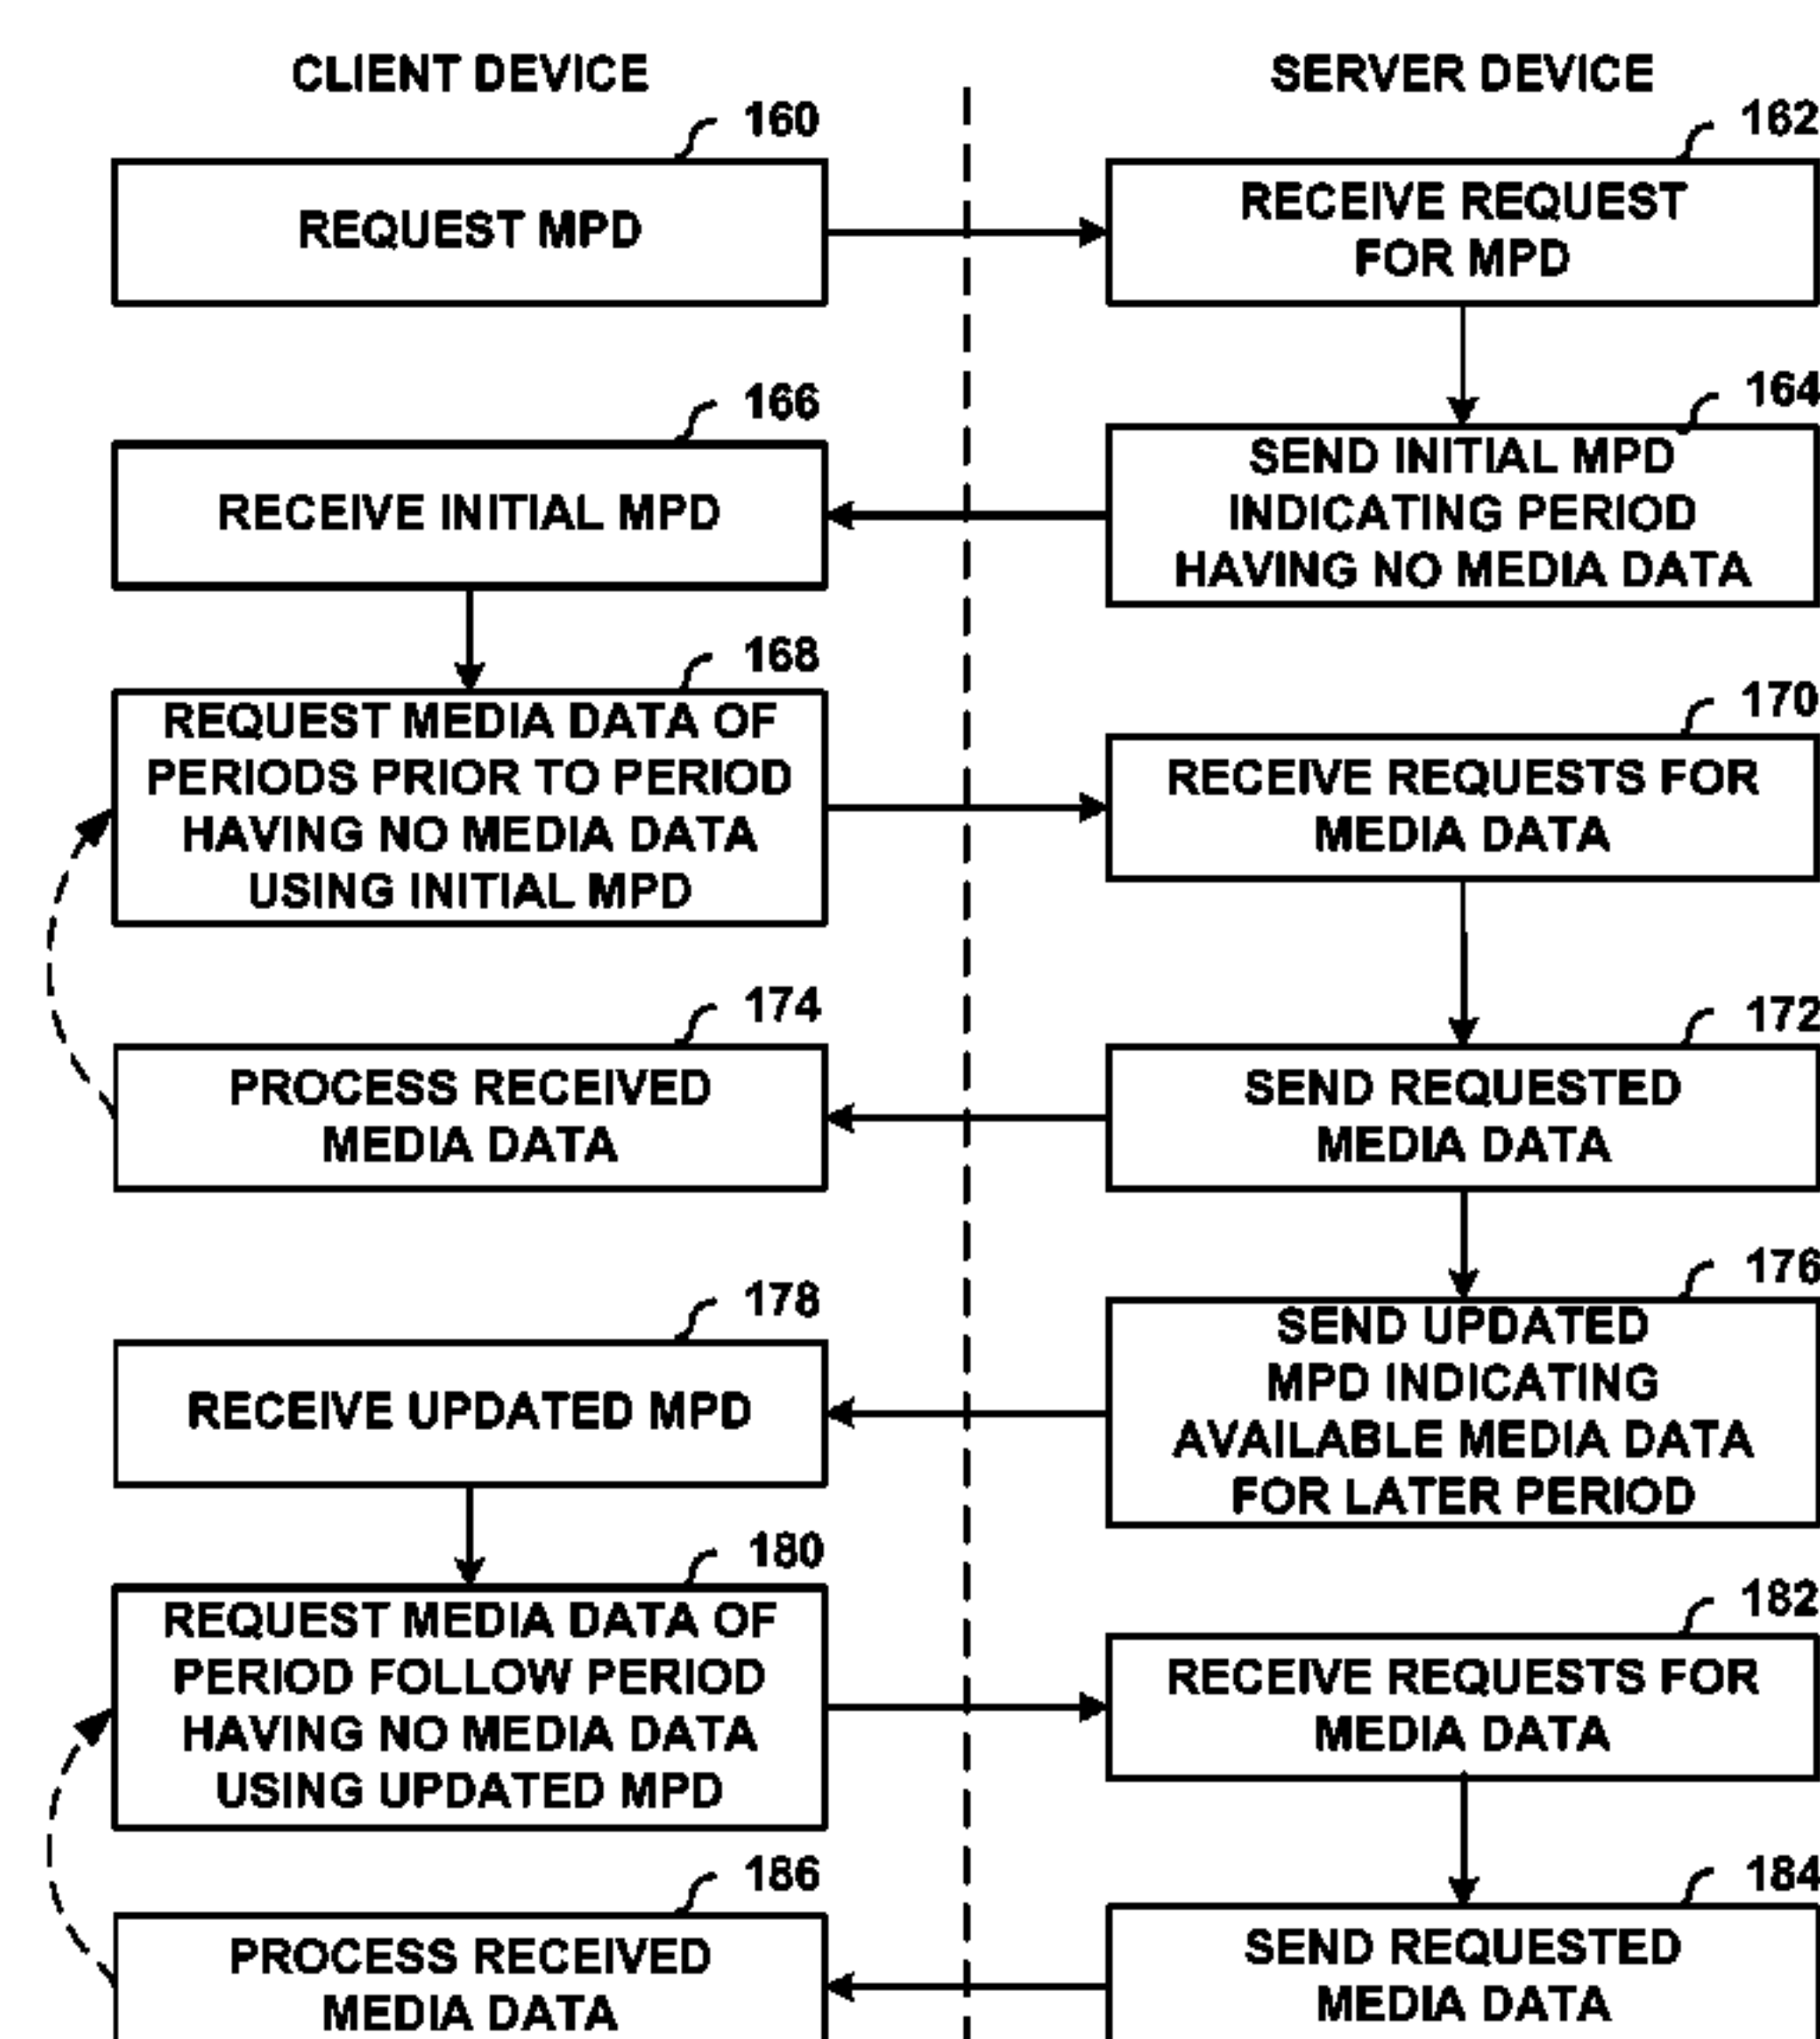 CLIENT DEVICE
SERVER DEVICE
160
REQUEST MPD
162
RECEIVE REQUEST
FOR MPD
164
SEND INITIAL MPD
INDICATING PERIOD
HAVING NO MEDIA DATA
166
RECEIVE INITIAL MPD
168
REQUEST MEDIA DATA OF
PERIODS PRIOR TO PERIOD
HAVING NO MEDIA DATA
USING INITIAL MPD
170
RECEIVE REQUESTS FOR
MEDIA DATA
172
SEND REQUESTED
MEDIA DATA
174
PROCESS RECEIVED
MEDIA DATA
176
SEND UPDATED
MPD INDICATING
AVAILABLE MEDIA DATA
FOR LATER PERIOD
178
RECEIVE UPDATED MPD
180
REQUEST MEDIA DATA OF
PERIOD FOLLOW PERIOD
HAVING NO MEDIA DATA
USING UPDATED MPD
182
RECEIVE REQUESTS FOR
MEDIA DATA
184
SEND REQUESTED
MEDIA DATA
186
PROCESS RECEIVED
MEDIA DATA